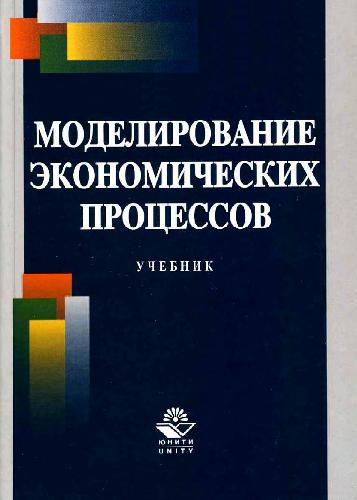 МОДЕЛИРОВАНИЕ
ЭКОНОМИЧЕСКИХ
ПРОЦЕССОВ
УЧЕБНИК
ЮНИТИ
UNITY